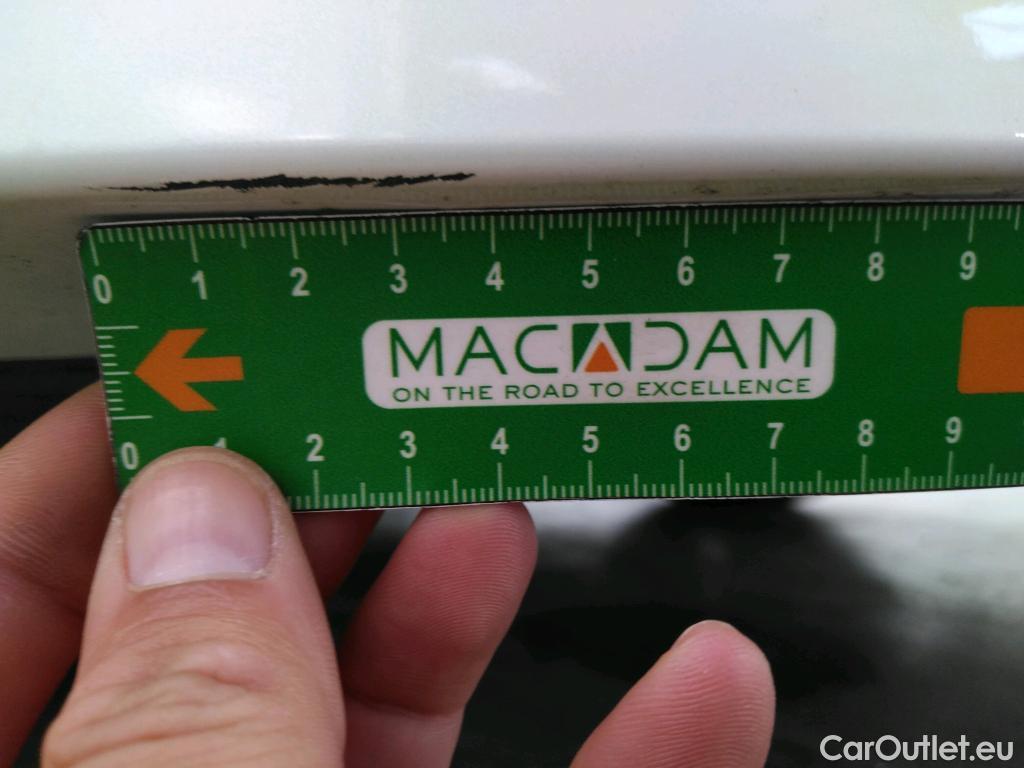 0 1 2 3 4 5 6 7 8 9
MACADAM
ON THE ROAD TO EXCELLENCE
0 1 2 3 4 5 6 7 8 9
CarOutlet.eu